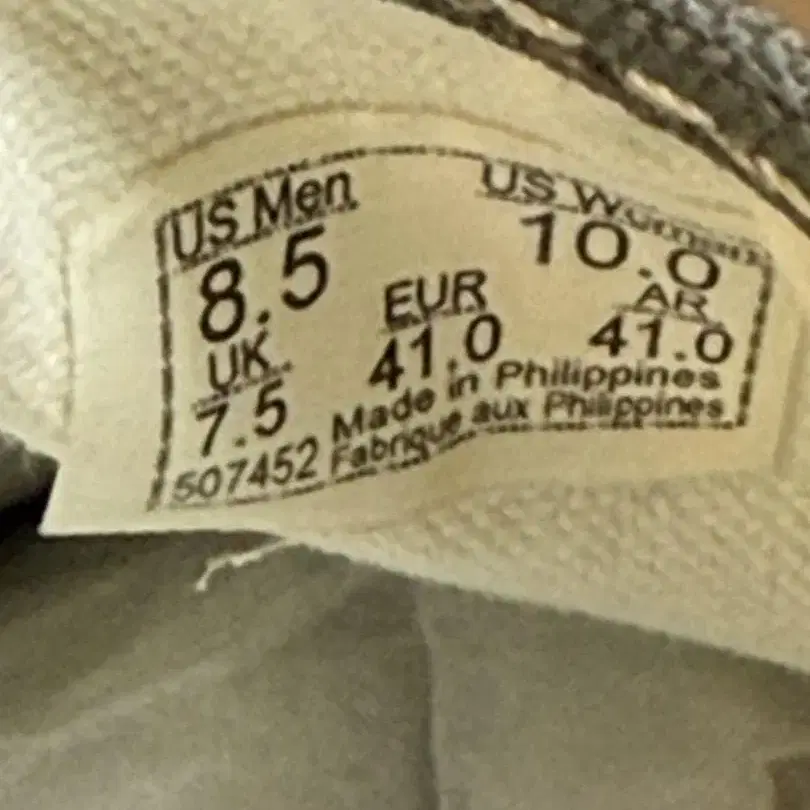 US Men US Women
8.5 10.0
UK EUR AR
7.5 41.0 41.0
Made in Philippines
507452 Fabrique aux Philippines